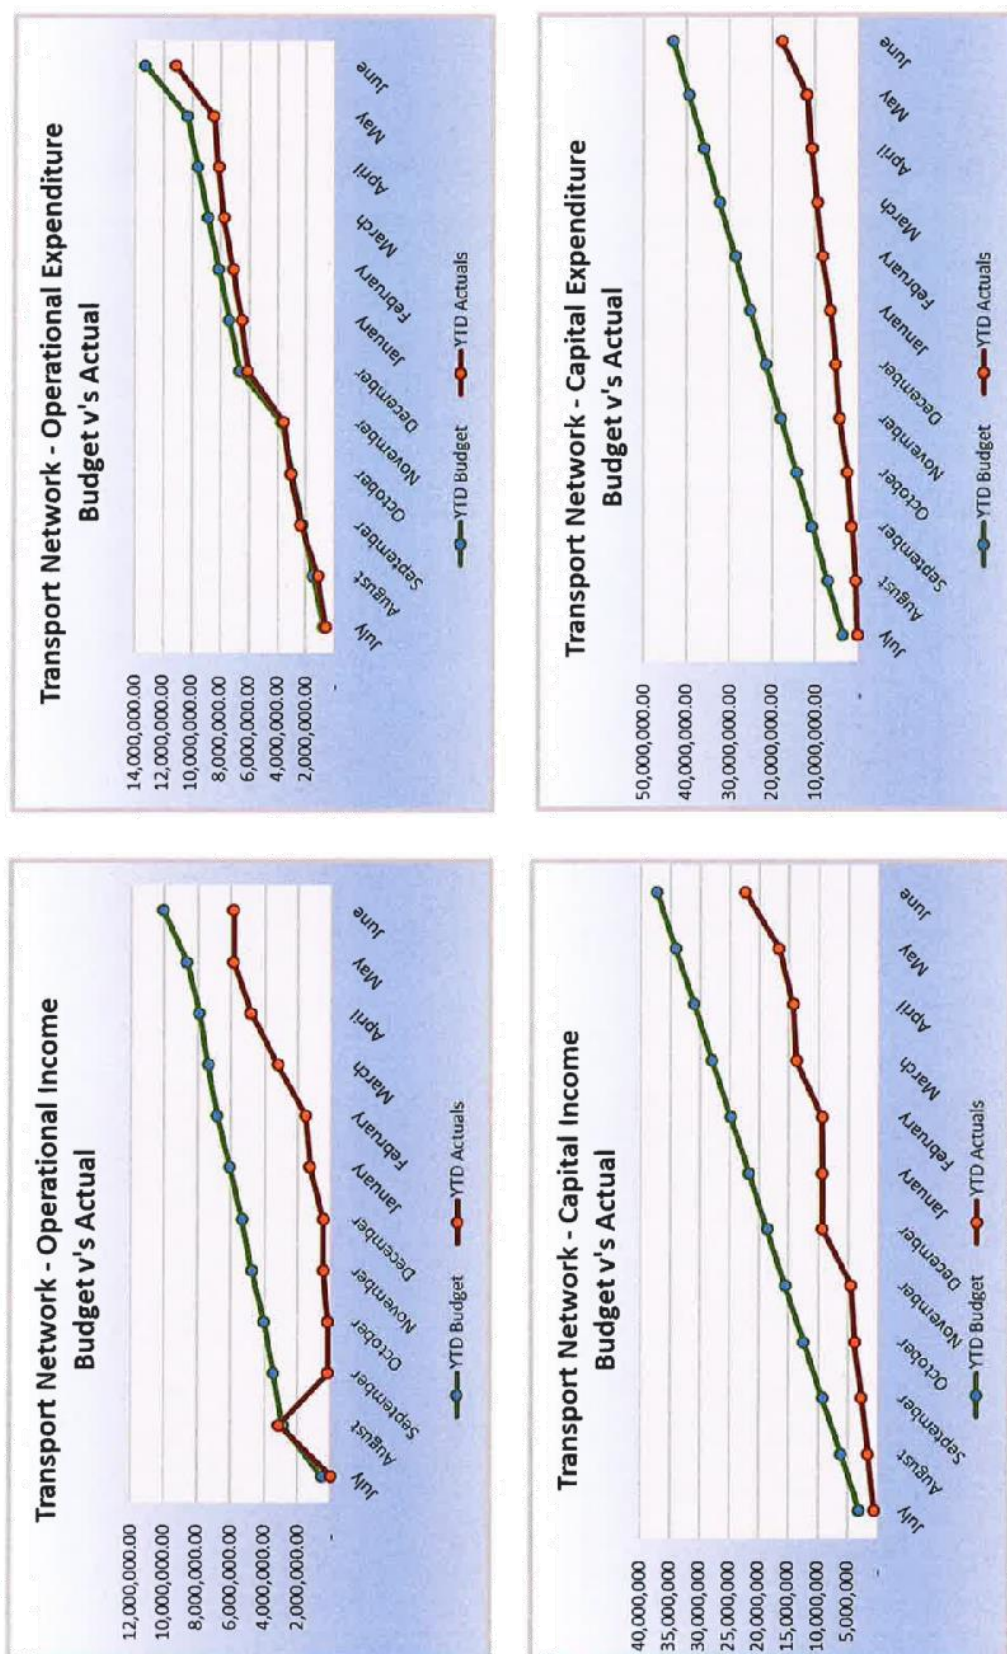 Transport Network - Operational Income
Budget v's Actual
12,000,000.00
10,000,000.00
8,000,000.00
6,000,000.00
4,000,000.00
2,000,000.00
-
July
August
September
October
November
December
January
February
March
April
May
June
YTD Budget
YTD Actuals
Transport Network - Operational Expenditure
Budget v's Actual
14,000,000.00
12,000,000.00
10,000,000.00
8,000,000.00
6,000,000.00
4,000,000.00
2,000,000.00
-
July
August
September
October
November
December
January
February
March
April
May
June
YTD Budget
YTD Actuals
Transport Network - Capital Income
Budget v's Actual
40,000,000
35,000,000
30,000,000
25,000,000
20,000,000
15,000,000
10,000,000
5,000,000
-
July
August
September
October
November
December
January
February
March
April
May
June
YTD Budget
YTD Actuals
Transport Network - Capital Expenditure
Budget v's Actual
50,000,000.00
40,000,000.00
30,000,000.00
20,000,000.00
10,000,000.00
-
July
August
September
October
November
December
January
February
March
April
May
June
YTD Budget
YTD Actuals